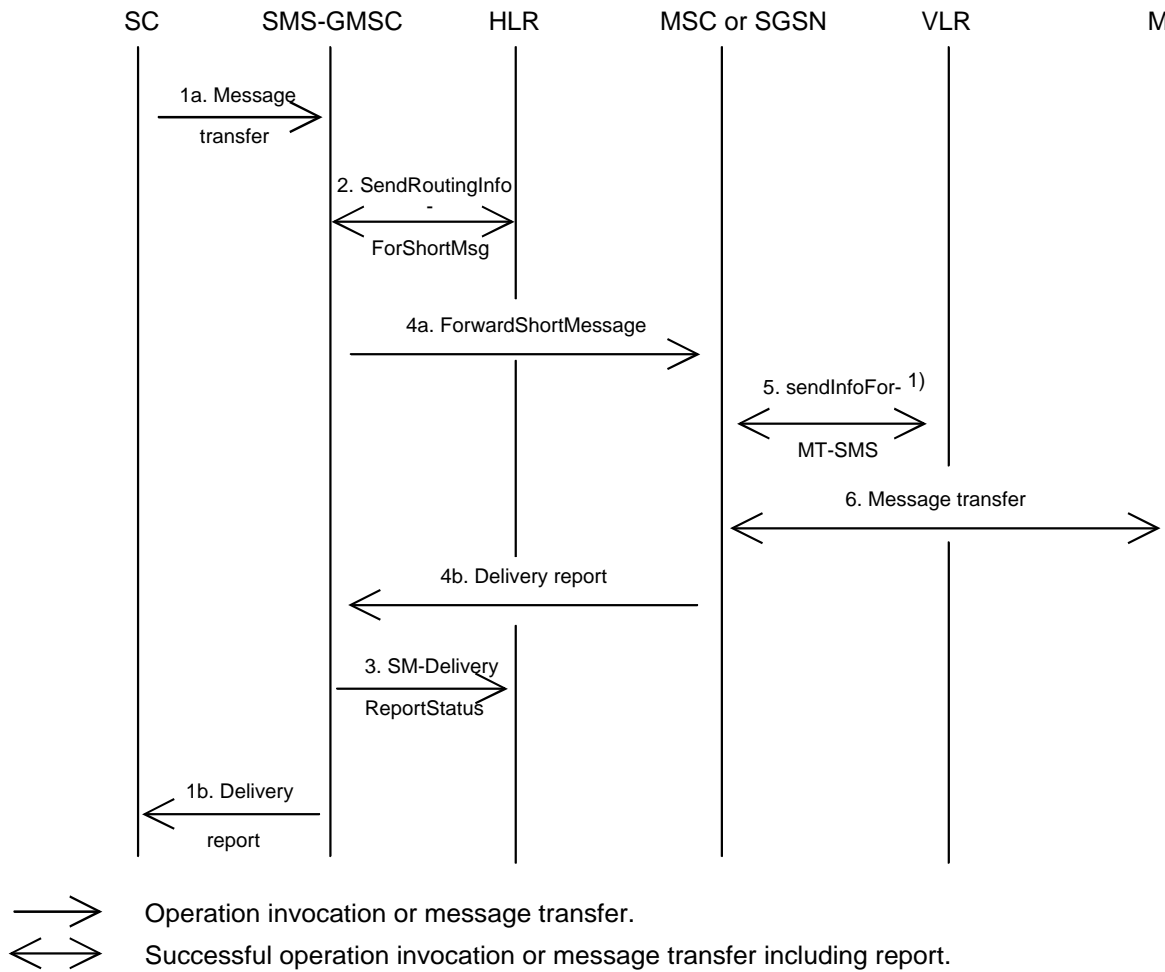 SC SMS-GMSC HLR MSC or SGSN VLR M
1a. Message
transfer
2. SendRoutingInfo
-
ForShortMsg
4a. ForwardShortMessage
5. sendInfoFor- 1)
MT-SMS
6. Message transfer
4b. Delivery report
3. SM-Delivery
ReportStatus
1b. Delivery
report
Operation invocation or message transfer.
Successful operation invocation or message transfer including report.